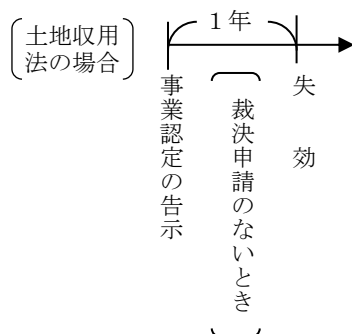 土地収用
法の場合
1年
事業認定の告示
裁決申請のないとき
失効